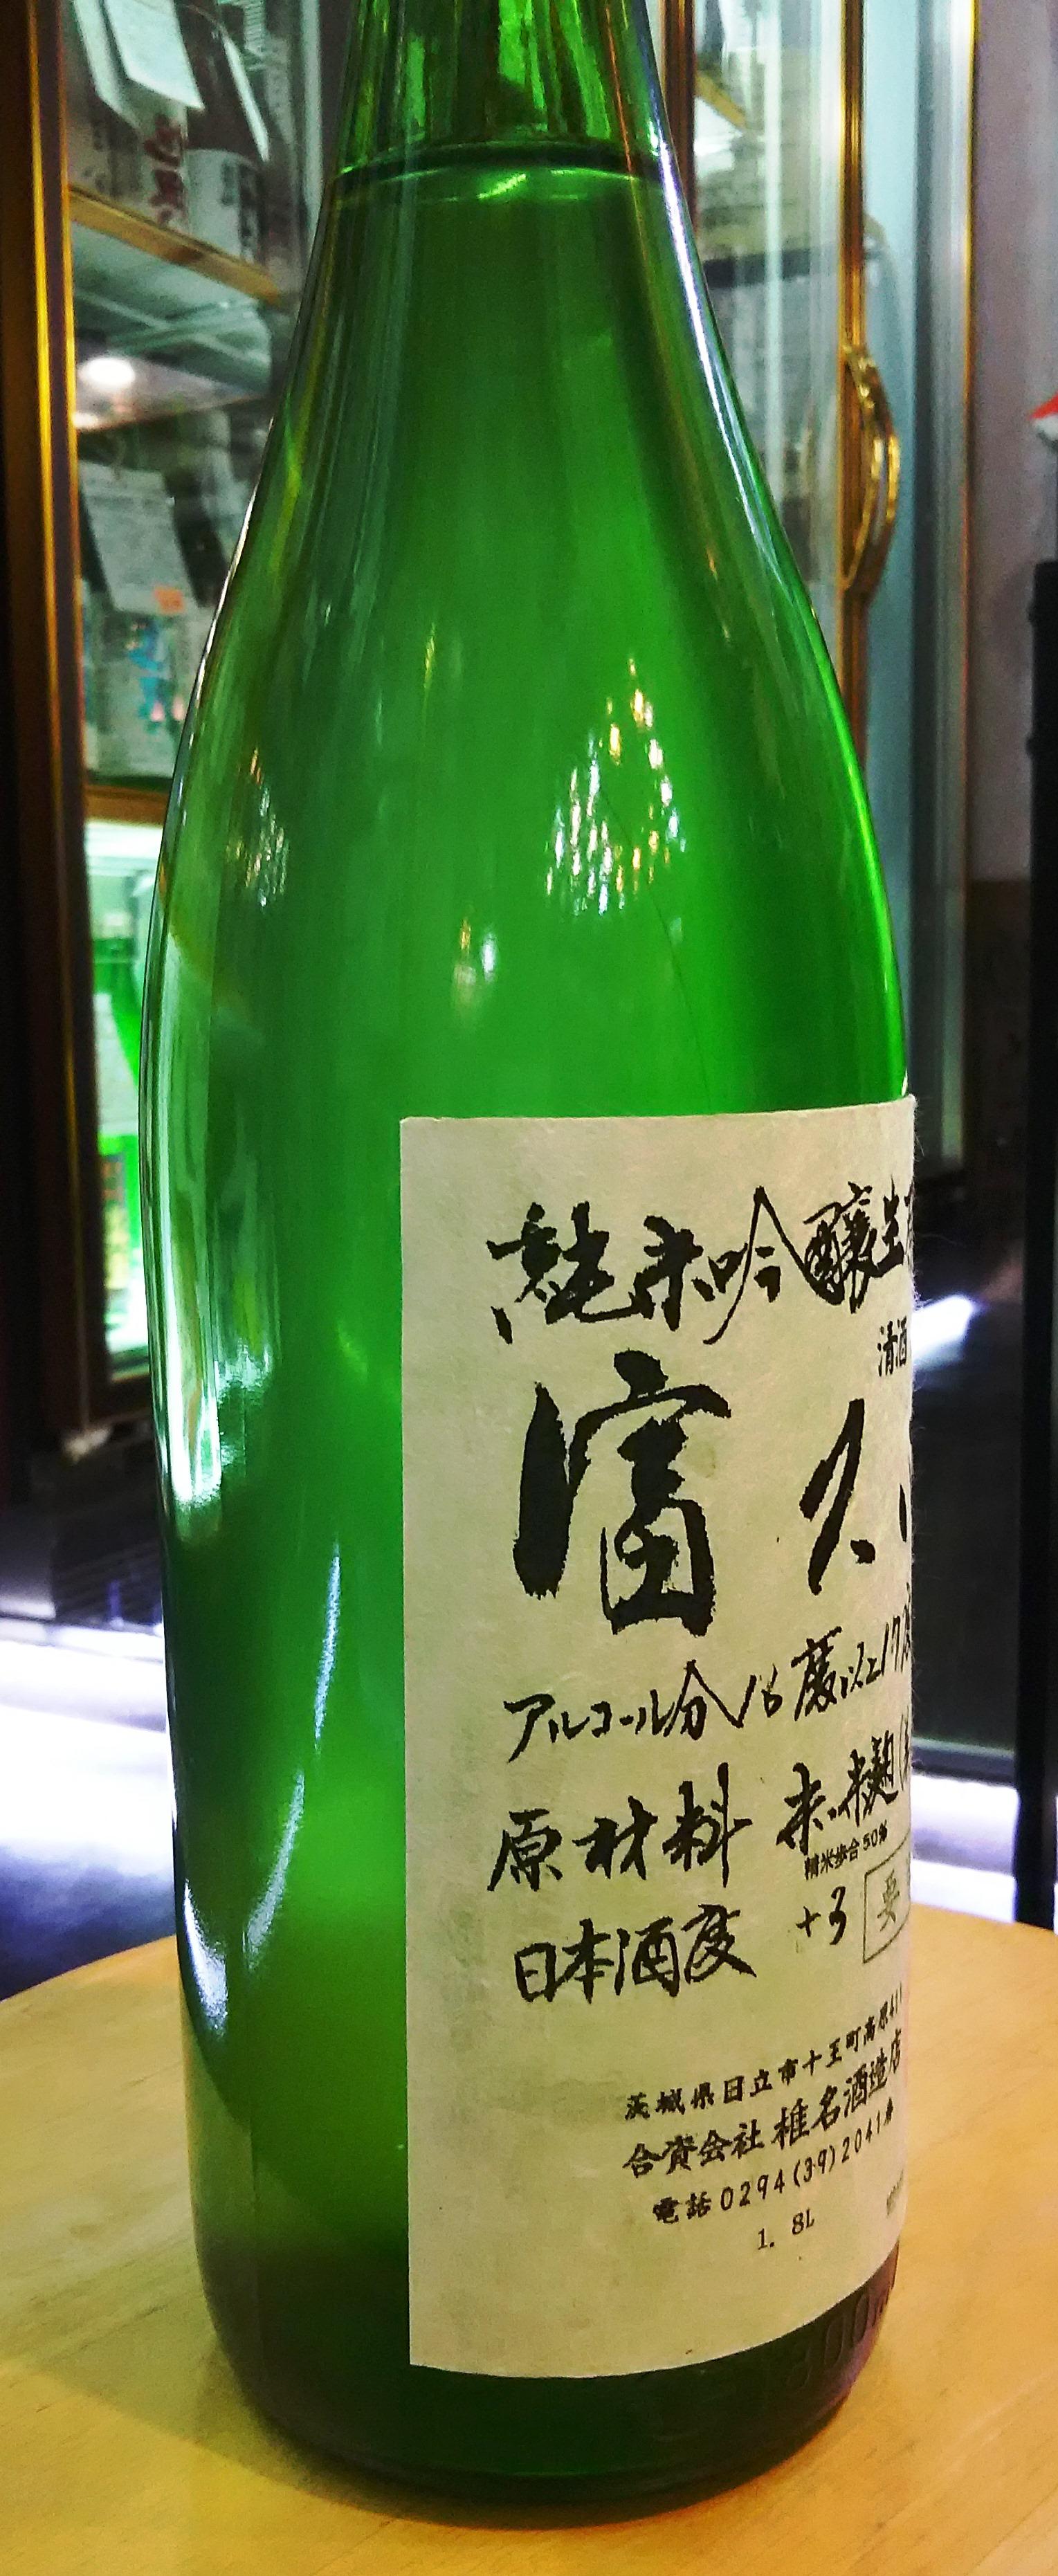 純米吟醸生
清酒
富久
アルコール分16度以上17度
原材料 米・米麹
精米歩合50%
日本酒度 +3 要
茨城県日立市十王町高原411
合資会社 椎名酒造店
電話0294(39)2041
1.8L